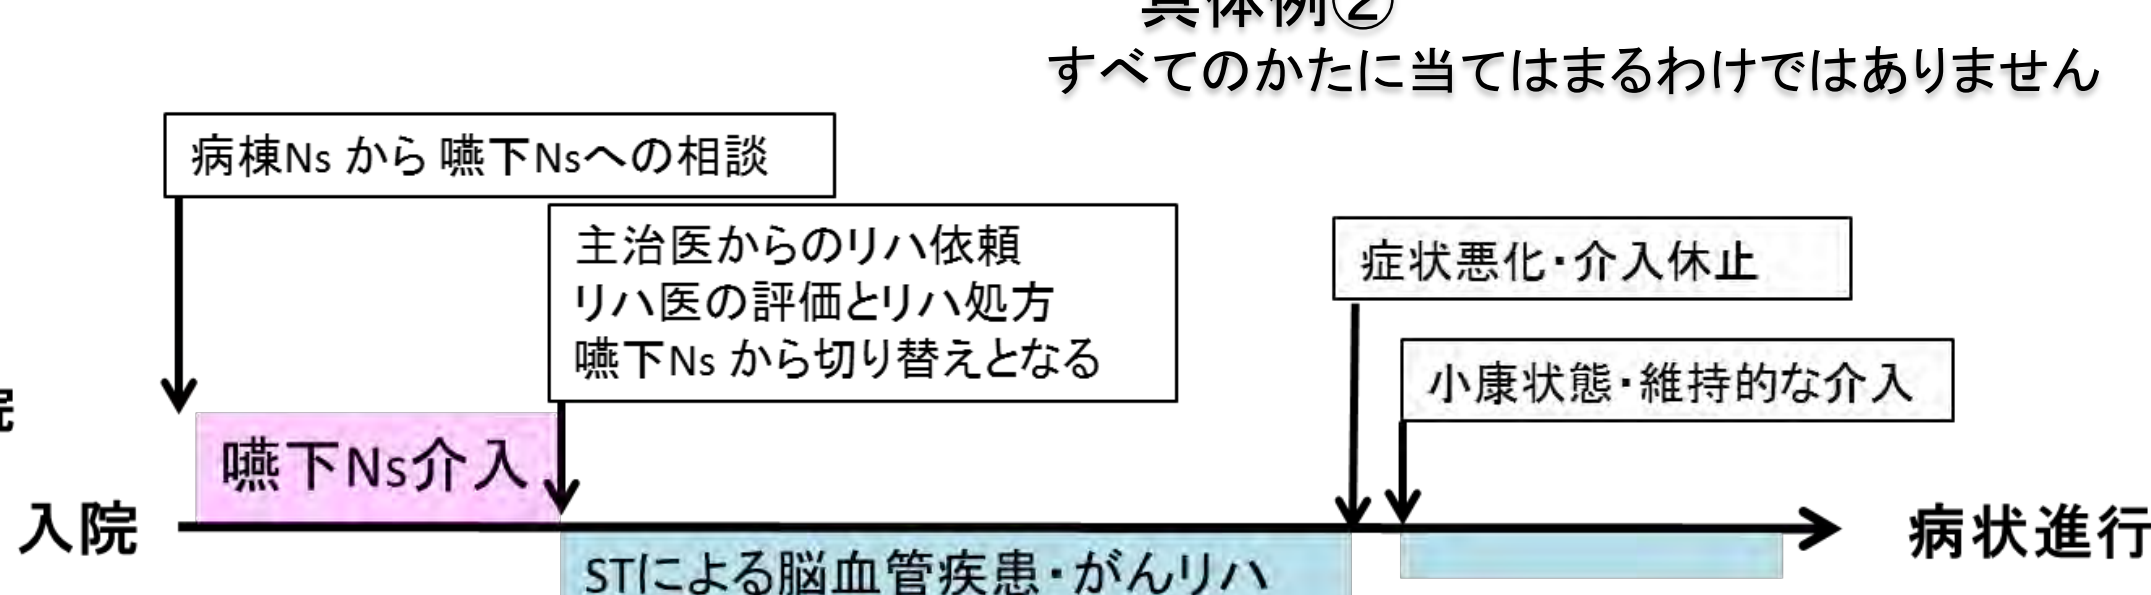 具体例②
すべてのかたに当てはまるわけではありません
病棟Ns から 嚥下Nsへの相談
主治医からのリハ依頼
リハ医の評価とリハ処方
嚥下Ns から切り替えとなる
症状悪化・介入休止
小康状態・維持的な介入
院
嚥下Ns介入
入院
病状進行
STによる脳血管疾患・がんリハ